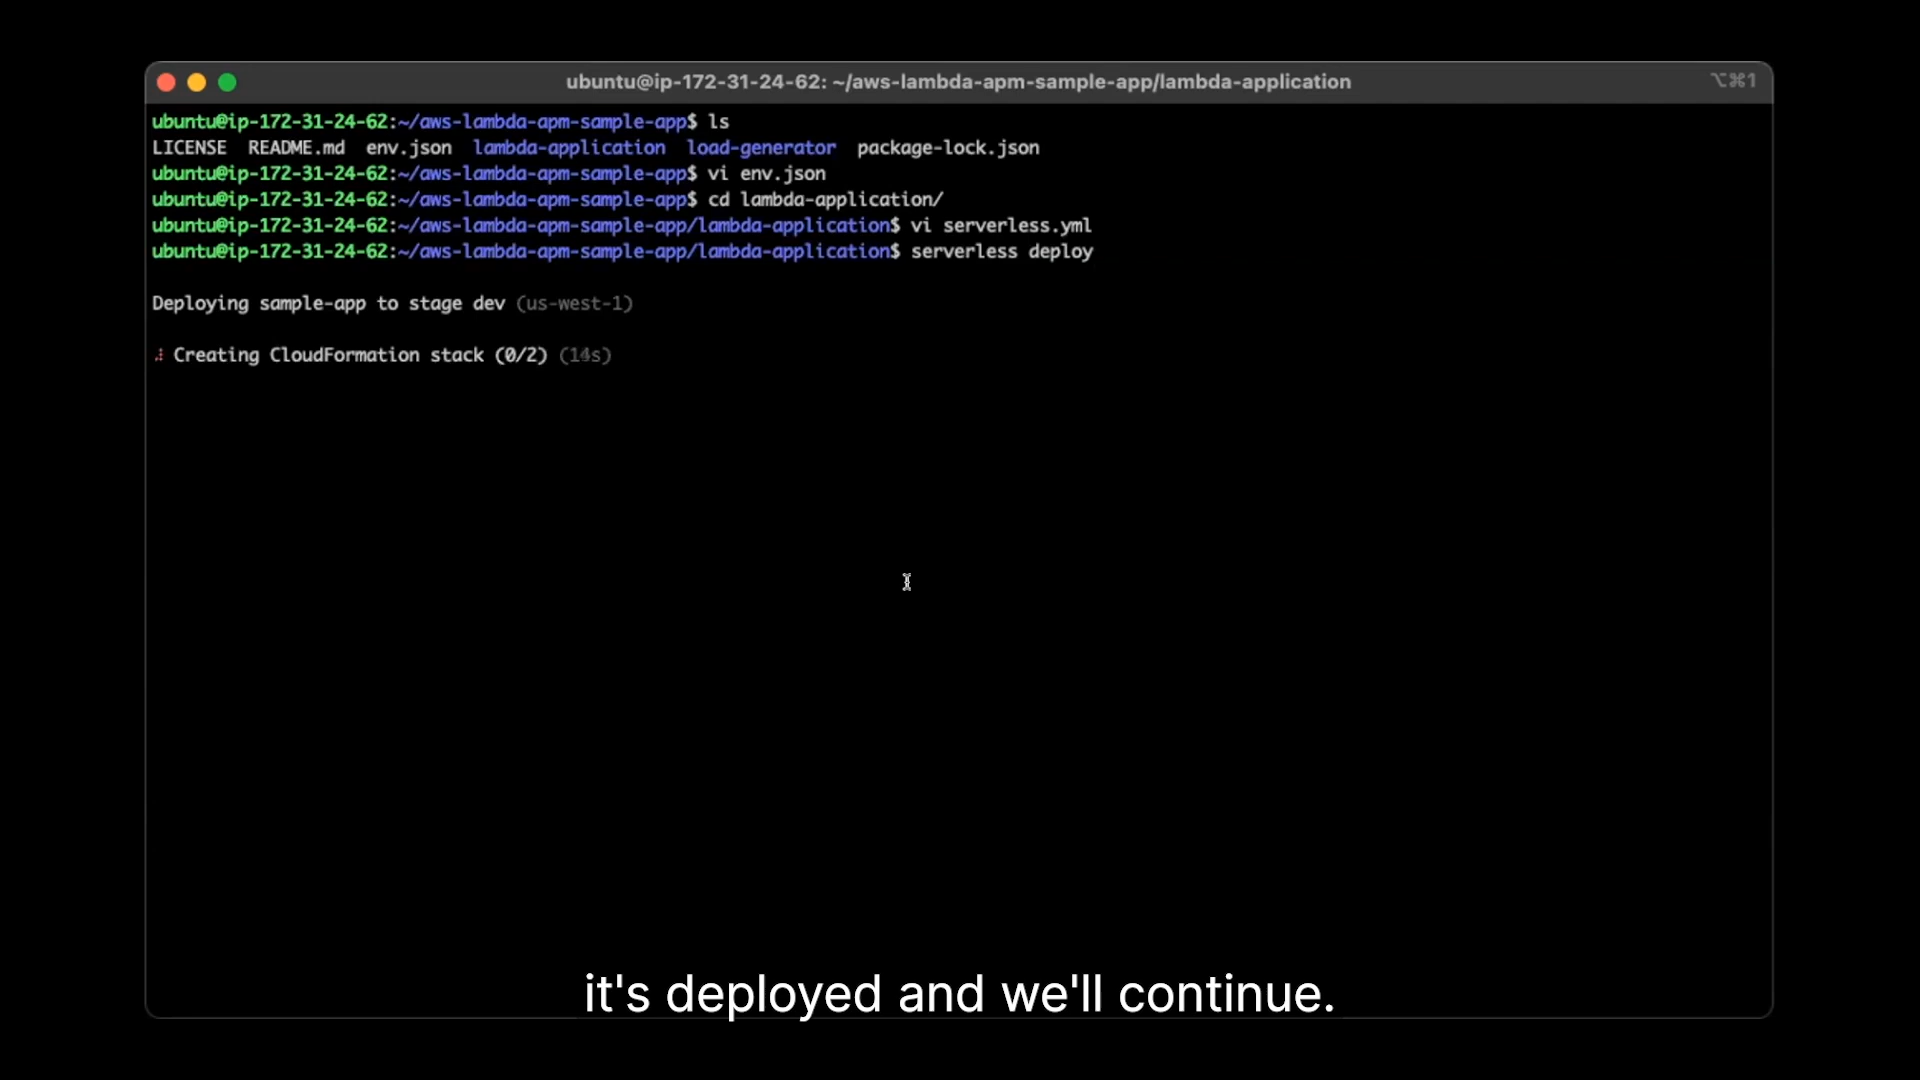 ubuntu@ip-172-31-24-62: ~/aws-lambda-apm-sample-app/lambda-application
⌥⌘1
ubuntu@ip-172-31-24-62:~/aws-lambda-apm-sample-app$ ls
LICENSE README.md env.json lambda-application load-generator package-lock.json
ubuntu@ip-172-31-24-62:~/aws-lambda-apm-sample-app$ vi env.json
ubuntu@ip-172-31-24-62:~/aws-lambda-apm-sample-app$ cd lambda-application/
ubuntu@ip-172-31-24-62:~/aws-lambda-apm-sample-app/lambda-application$ vi serverless.yml
ubuntu@ip-172-31-24-62:~/aws-lambda-apm-sample-app/lambda-application$ serverless deploy
Deploying sample-app to stage dev (us-west-1)
Creating CloudFormation stack (0/2) (14s)
it's deployed and we'll continue.